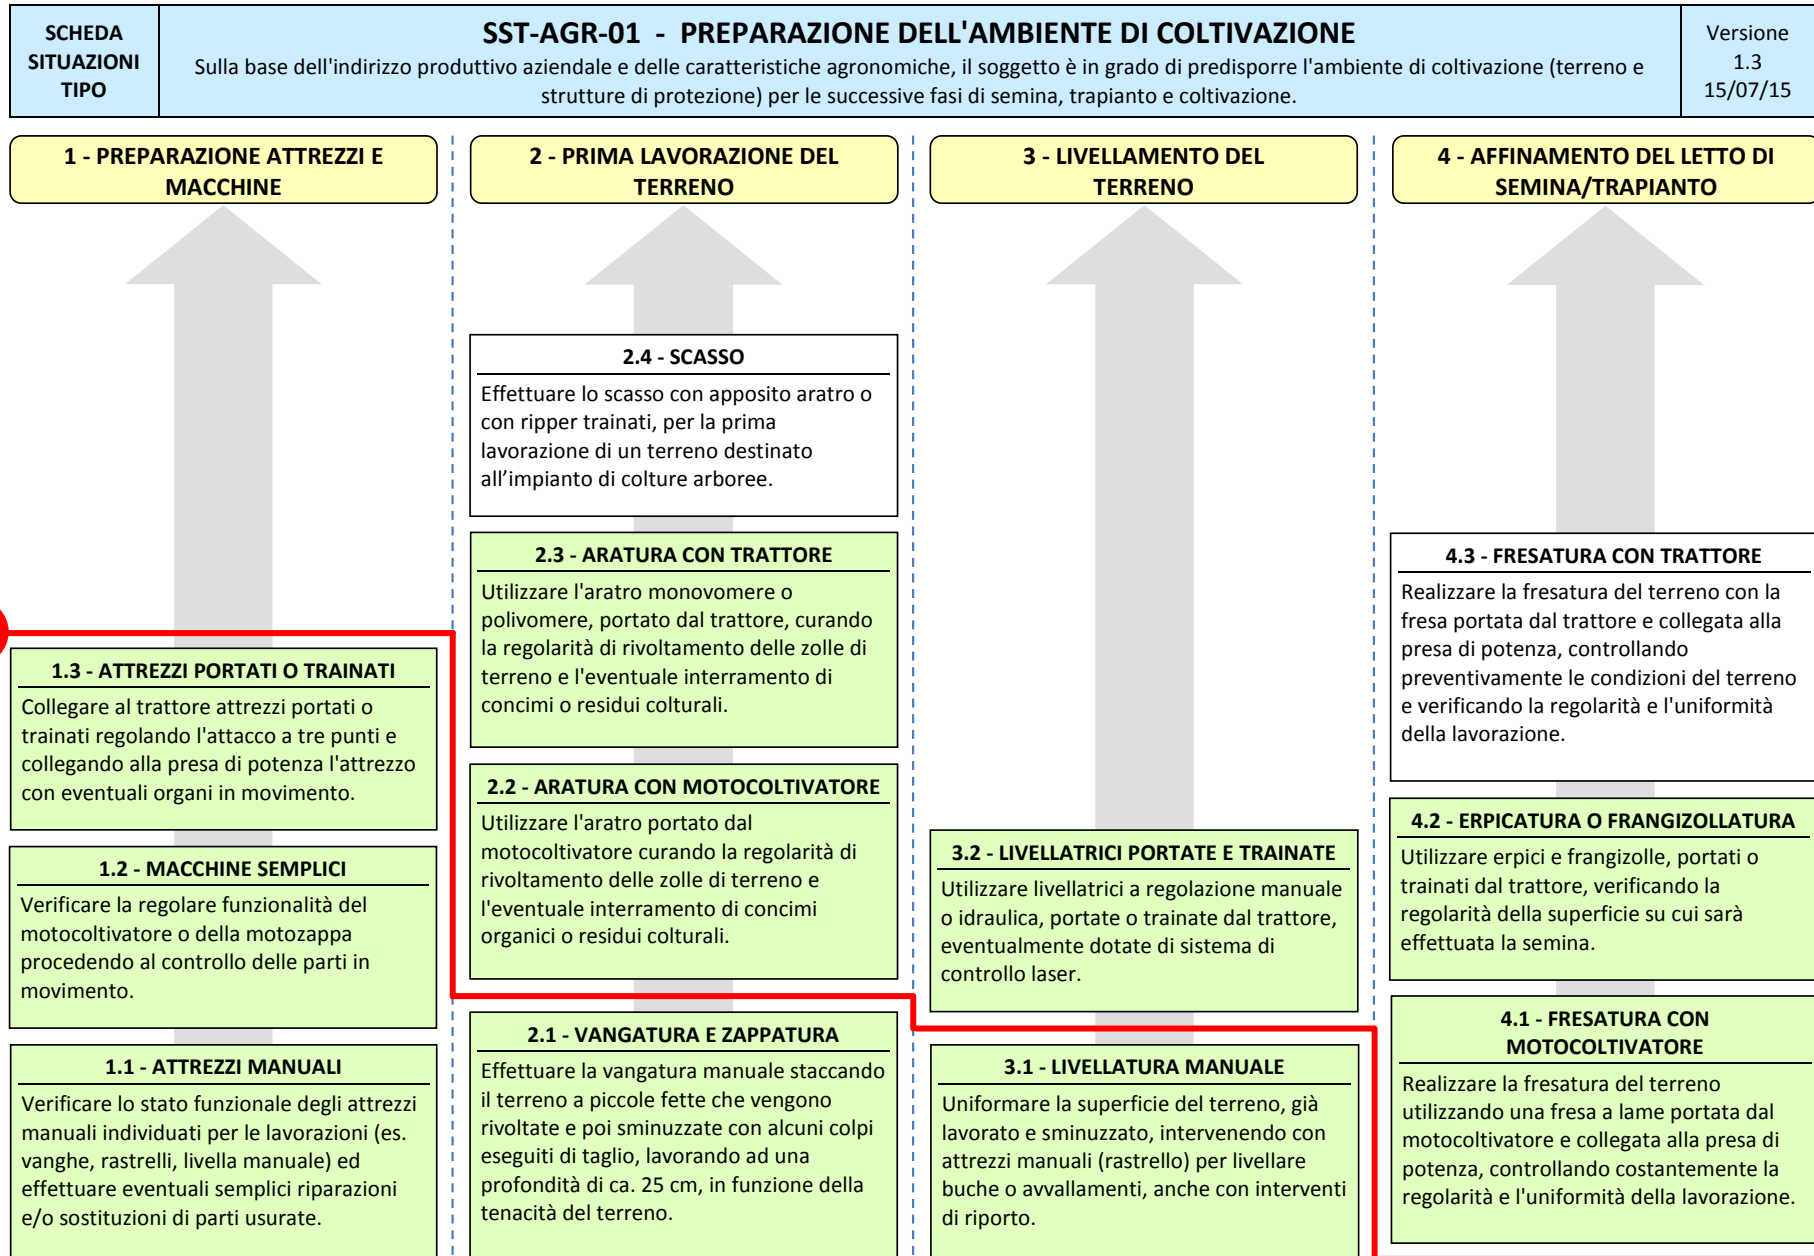 SCHEDA
SITUAZIONI
TIPO
SST-AGR-01 - PREPARAZIONE DELL'AMBIENTE DI COLTIVAZIONE
Sulla base dell'indirizzo produttivo aziendale e delle caratteristiche agronomiche, il soggetto è in grado di predisporre l'ambiente di coltivazione (terreno e
strutture di protezione) per le successive fasi di semina, trapianto e coltivazione.
Versione
1.3
15/07/15
1 - PREPARAZIONE ATTREZZI E
MACCHINE
1.3 - ATTREZZI PORTATI O TRAINATI
Collegare al trattore attrezzi portati o
trainati regolando l'attacco a tre punti e
collegando alla presa di potenza l'attrezzo
con eventuali organi in movimento.
1.2 - MACCHINE SEMPLICI
Verificare la regolare funzionalità del
motocoltivatore o della motozappa
procedendo al controllo delle parti in
movimento.
1.1 - ATTREZZI MANUALI
Verificare lo stato funzionale degli attrezzi
manuali individuati per le lavorazioni (es.
vanghe, rastrelli, livella manuale) ed
effettuare eventuali semplici riparazioni
e/o sostituzioni di parti usurate.
2 - PRIMA LAVORAZIONE DEL
TERRENO
2.4 - SCASSO
Effettuare lo scasso con apposito aratro o
con ripper trainati, per la prima
lavorazione di un terreno destinato
all’impianto di colture arboree.
2.3 - ARATURA CON TRATTORE
Utilizzare l'aratro monovomere o
polivomere, portato dal trattore, curando
la regolarità di rivoltamento delle zolle di
terreno e l'eventuale interramento di
concimi o residui colturali.
2.2 - ARATURA CON MOTOCOLTIVATORE
Utilizzare l'aratro portato dal
motocoltivatore curando la regolarità di
rivoltamento delle zolle di terreno e
l'eventuale interramento di concimi
organici o residui colturali.
2.1 - VANGATURA E ZAPPATURA
Effettuare la vangatura manuale staccando
il terreno a piccole fette che vengono
rivoltate e poi sminuzzate con alcuni colpi
eseguiti di taglio, lavorando ad una
profondità di ca. 25 cm, in funzione della
tenacità del terreno.
3 - LIVELLAMENTO DEL
TERRENO
3.2 - LIVELLATRICI PORTATE E TRAINATE
Utilizzare livellatrici a regolazione manuale
o idraulica, portate o trainate dal trattore,
eventualmente dotate di sistema di
controllo laser.
3.1 - LIVELLATURA MANUALE
Uniformare la superficie del terreno, già
lavorato e sminuzzato, intervenendo con
attrezzi manuali (rastrello) per livellare
buche o avvallamenti, anche con interventi
di riporto.
4 - AFFINAMENTO DEL LETTO DI
SEMINA/TRAPIANTO
4.3 - FRESATURA CON TRATTORE
Realizzare la fresatura del terreno con la
fresa portata dal trattore e collegata alla
presa di potenza, controllando
preventivamente le condizioni del terreno
e verificando la regolarità e l'uniformità
della lavorazione.
4.2 - ERPICATURA O FRANGIZOLLATURA
Utilizzare erpici e frangizolle, portati o
trainati dal trattore, verificando la
regolarità della superficie su cui sarà
effettuata la semina.
4.1 - FRESATURA CON
MOTOCOLTIVATORE
Realizzare la fresatura del terreno
utilizzando una fresa a lame portata dal
motocoltivatore e collegata alla presa di
potenza, controllando costantemente la
regolarità e l'uniformità della lavorazione.